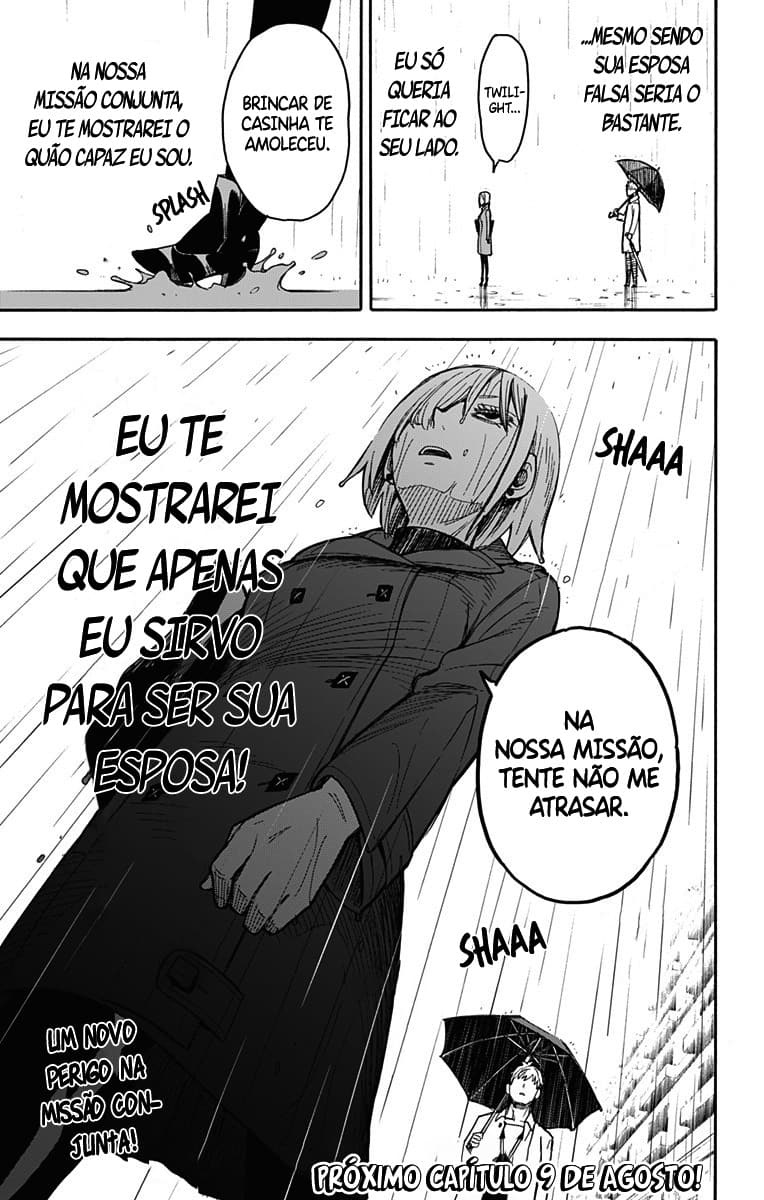 ...MESMO SENDO
SUA ESPOSA
FALSA SERIA O
BASTANTE.
TWILI-
GHT...
EU SÓ
QUERIA
FICAR AO
SEU LADO.
BRINCAR DE
CASINHA TE
AMOLECEU.
NA NOSSA
MISSÃO CONJUNTA,
EU TE MOSTRAREI O
QUÃO CAPAZ EU SOU.
SPLASH
SHAAA
EU TE
MOSTRAREI
QUE APENAS
EU SIRVO
PARA SER SUA
ESPOSA!
NA
NOSSA MISSÃO,
TENTE NÃO ME
ATRASAR.
SHAAA
UM NOVO
PERIGO NA
MISSÃO CON-
JUNTA!
PRÓXIMO CAPÍTULO 9 DE AGOSTO!